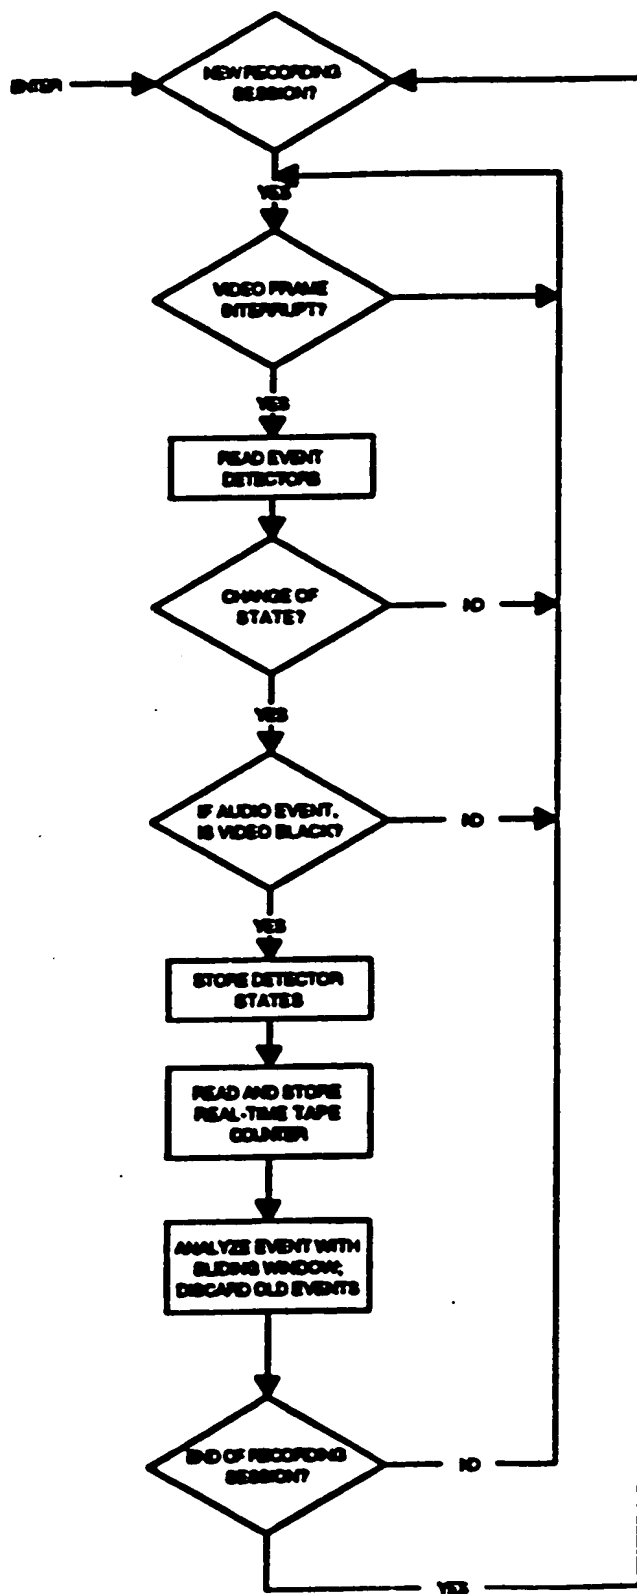 NEW RECORDING
SESSION?
ENTER
YES
VIDEO FRAME
INTERRUPT?
YES
READ EVENT
DETECTORS
CHANGE OF
STATE?
NO
YES
IF AUDIO EVENT,
IS VIDEO BLACK?
NO
YES
STORE DETECTOR
STATES
READ AND STORE
REAL-TIME TAPE
COUNTER
ANALYZE EVENT WITH
SLIDING WINDOW;
DISCARD OLD EVENTS
END OF RECORDING
SESSION?
NO
YES